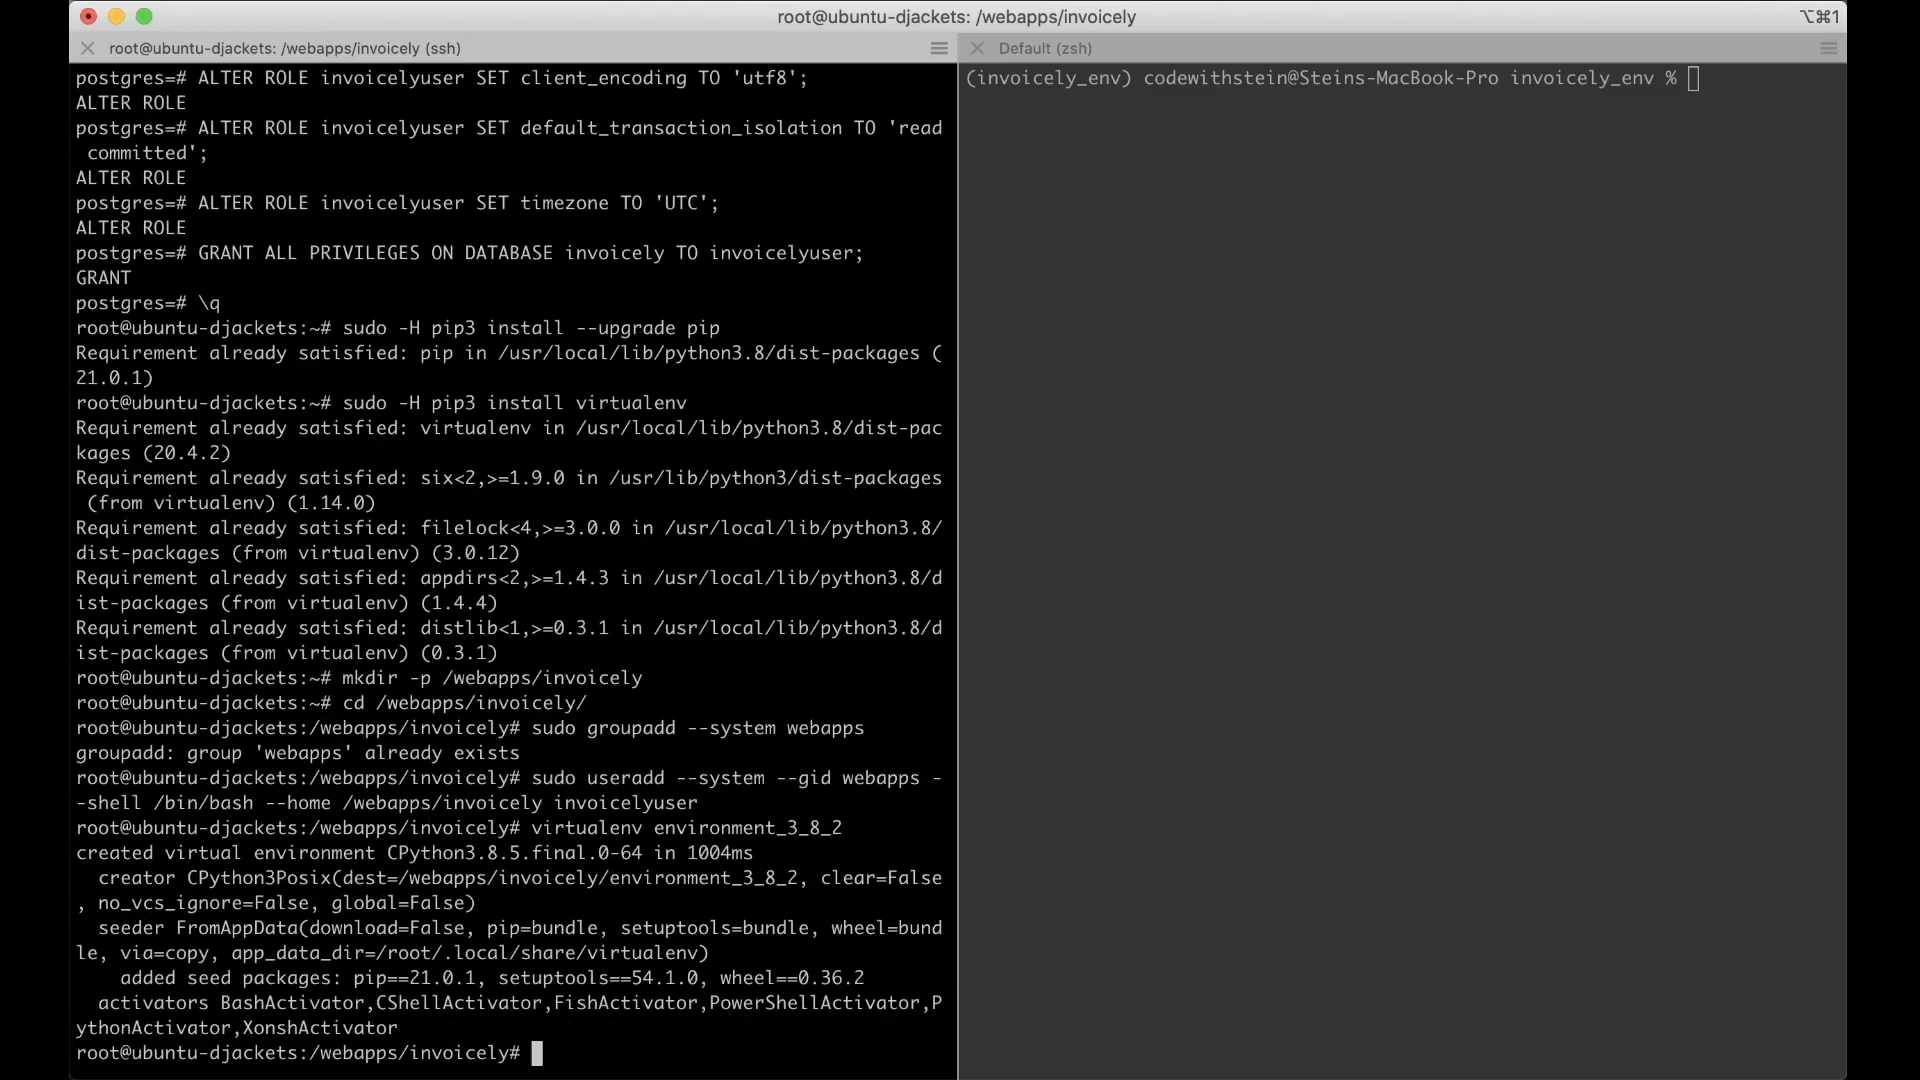 root@ubuntu-djackets: /webapps/invoicely
⌥⌘1
root@ubuntu-djackets: /webapps/invoicely (ssh)
Default (zsh)
postgres=# ALTER ROLE invoicelyuser SET client_encoding TO 'utf8';
ALTER ROLE
postgres=# ALTER ROLE invoicelyuser SET default_transaction_isolation TO 'read
 committed';
ALTER ROLE
postgres=# ALTER ROLE invoicelyuser SET timezone TO 'UTC';
ALTER ROLE
postgres=# GRANT ALL PRIVILEGES ON DATABASE invoicely TO invoicelyuser;
GRANT
postgres=# \q
root@ubuntu-djackets:~# sudo -H pip3 install --upgrade pip
Requirement already satisfied: pip in /usr/local/lib/python3.8/dist-packages (
21.0.1)
root@ubuntu-djackets:~# sudo -H pip3 install virtualenv
Requirement already satisfied: virtualenv in /usr/local/lib/python3.8/dist-pac
kages (20.4.2)
Requirement already satisfied: six<2,>=1.9.0 in /usr/lib/python3/dist-packages
 (from virtualenv) (1.14.0)
Requirement already satisfied: filelock<4,>=3.0.0 in /usr/local/lib/python3.8/
dist-packages (from virtualenv) (3.0.12)
Requirement already satisfied: appdirs<2,>=1.4.3 in /usr/local/lib/python3.8/d
ist-packages (from virtualenv) (1.4.4)
Requirement already satisfied: distlib<1,>=0.3.1 in /usr/local/lib/python3.8/d
ist-packages (from virtualenv) (0.3.1)
root@ubuntu-djackets:~# mkdir -p /webapps/invoicely
root@ubuntu-djackets:~# cd /webapps/invoicely/
root@ubuntu-djackets:/webapps/invoicely# sudo groupadd --system webapps
groupadd: group 'webapps' already exists
root@ubuntu-djackets:/webapps/invoicely# sudo useradd --system --gid webapps -
-shell /bin/bash --home /webapps/invoicely invoicelyuser
root@ubuntu-djackets:/webapps/invoicely# virtualenv environment_3_8_2
created virtual environment CPython3.8.5.final.0-64 in 1004ms
  creator CPython3Posix(dest=/webapps/invoicely/environment_3_8_2, clear=False
, no_vcs_ignore=False, global=False)
  seeder FromAppData(download=False, pip=bundle, setuptools=bundle, wheel=bund
le, via=copy, app_data_dir=/root/.local/share/virtualenv)
    added seed packages: pip==21.0.1, setuptools==54.1.0, wheel==0.36.2
  activators BashActivator,CShellActivator,FishActivator,PowerShellActivator,P
ythonActivator,XonshActivator
root@ubuntu-djackets:/webapps/invoicely#
(invoicely_env) codewithstein@Steins-MacBook-Pro invoicely_env %